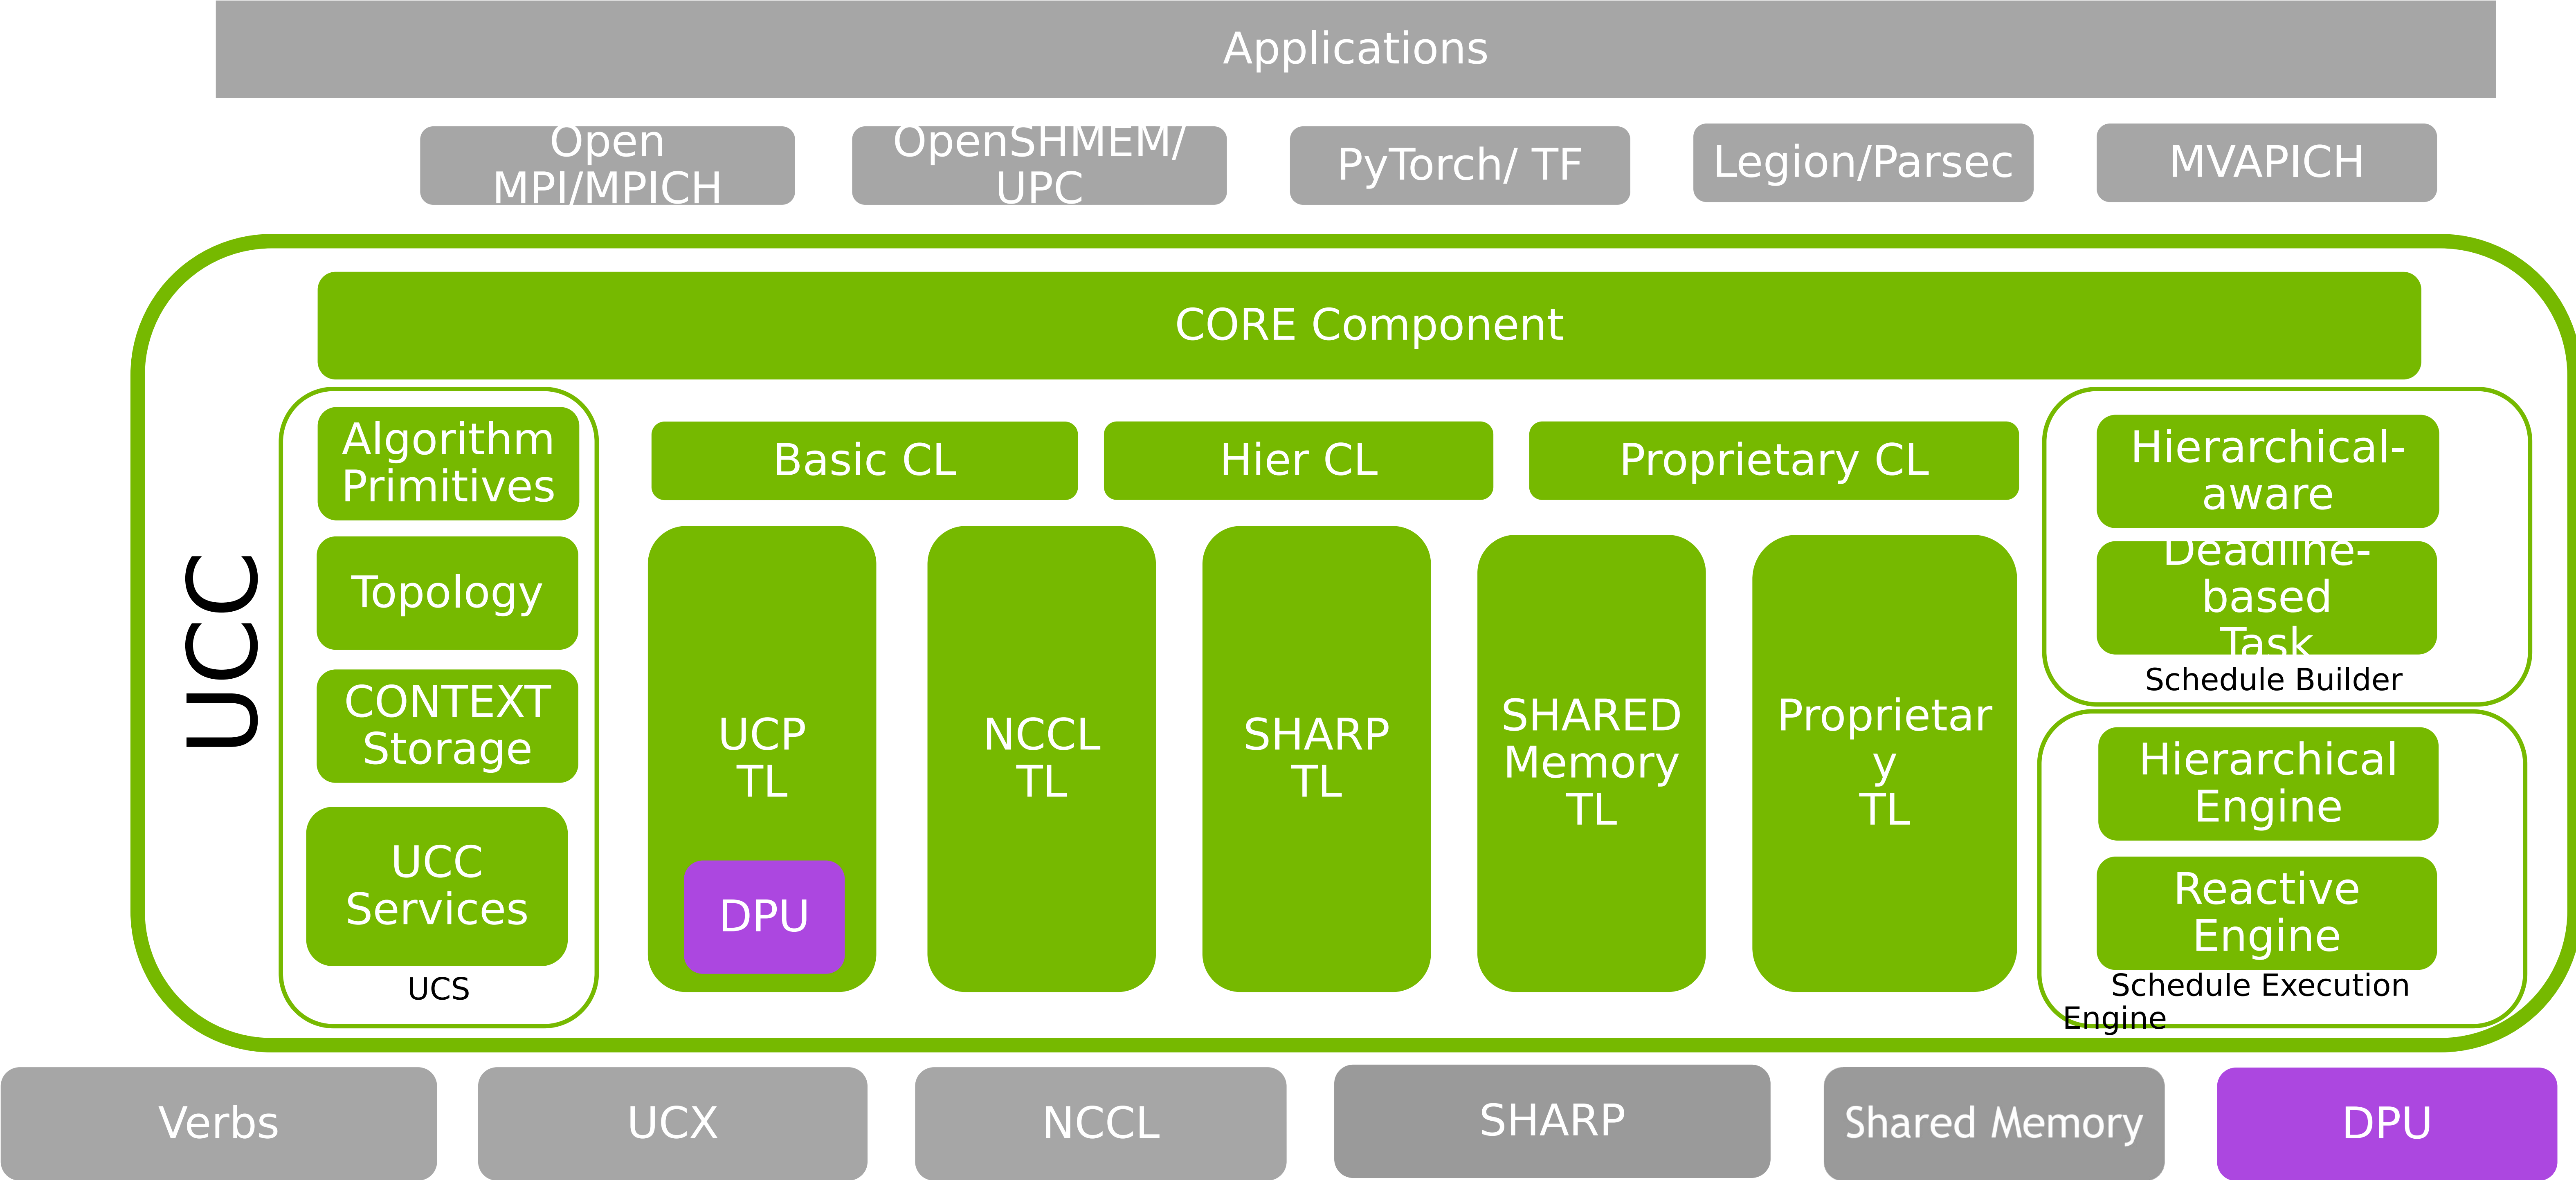 Applications
Open
MPI/MPICH
OpenSHMEM/
UPC
PyTorch/ TF
Legion/Parsec
MVAPICH
CORE Component
UCC
Algorithm
Primitives
Topology
CONTEXT
Storage
UCC
Services
UCS
Basic CL
Hier CL
Proprietary CL
UCP
TL
DPU
NCCL
TL
SHARP
TL
SHARED
Memory
TL
Proprietar
y
TL
Hierarchical-
aware
Deadline-
based
Task
Schedule Builder
Hierarchical
Engine
Reactive
Engine
Schedule Execution
Engine
Verbs
UCX
NCCL
SHARP
Shared Memory
DPU